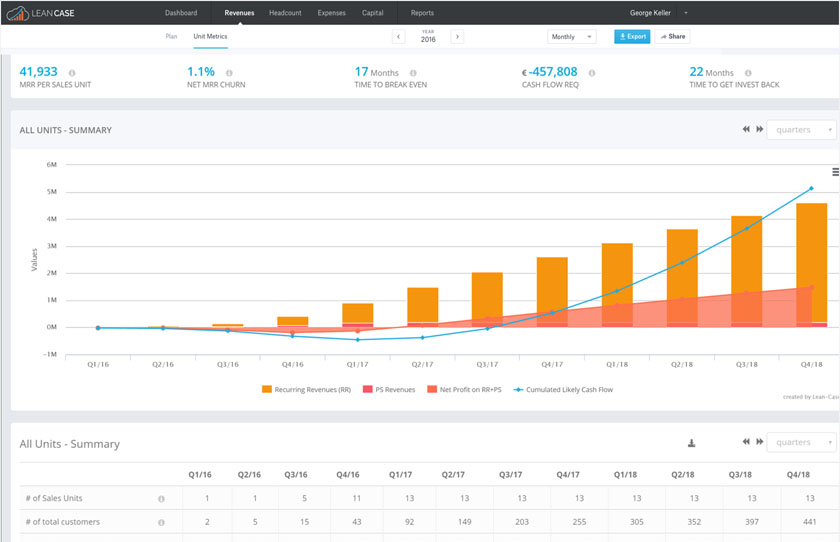 LEANCASE Dashboard Revenues Headcount Expenses Capital Reports George Keller
Plan Unit Metrics YEAR 2016 Monthly Export Share
41,933
MRR PER SALES UNIT
1.1%
NET MRR CHURN
17 Months
TIME TO BREAK EVEN
€ -457,808
CASH FLOW REQ
22 Months
TIME TO GET INVEST BACK
ALL UNITS - SUMMARY quarters
6M
5M
4M
3M
2M
1M
0M
-1M
Values
Q1/16 Q2/16 Q3/16 Q4/16 Q1/17 Q2/17 Q3/17 Q4/17 Q1/18 Q2/18 Q3/18 Q4/18
Recurring Revenues (RR) PS Revenues Net Profit on RR+PS Cumulated Likely Cash Flow
created by Lean-Case
All Units - Summary quarters
Q1/16 Q2/16 Q3/16 Q4/16 Q1/17 Q2/17 Q3/17 Q4/17 Q1/18 Q2/18 Q3/18 Q4/18
# of Sales Units 1 1 5 11 13 13 13 13 13 13 13 13
# of total customers 2 5 15 43 92 149 203 255 305 352 397 441